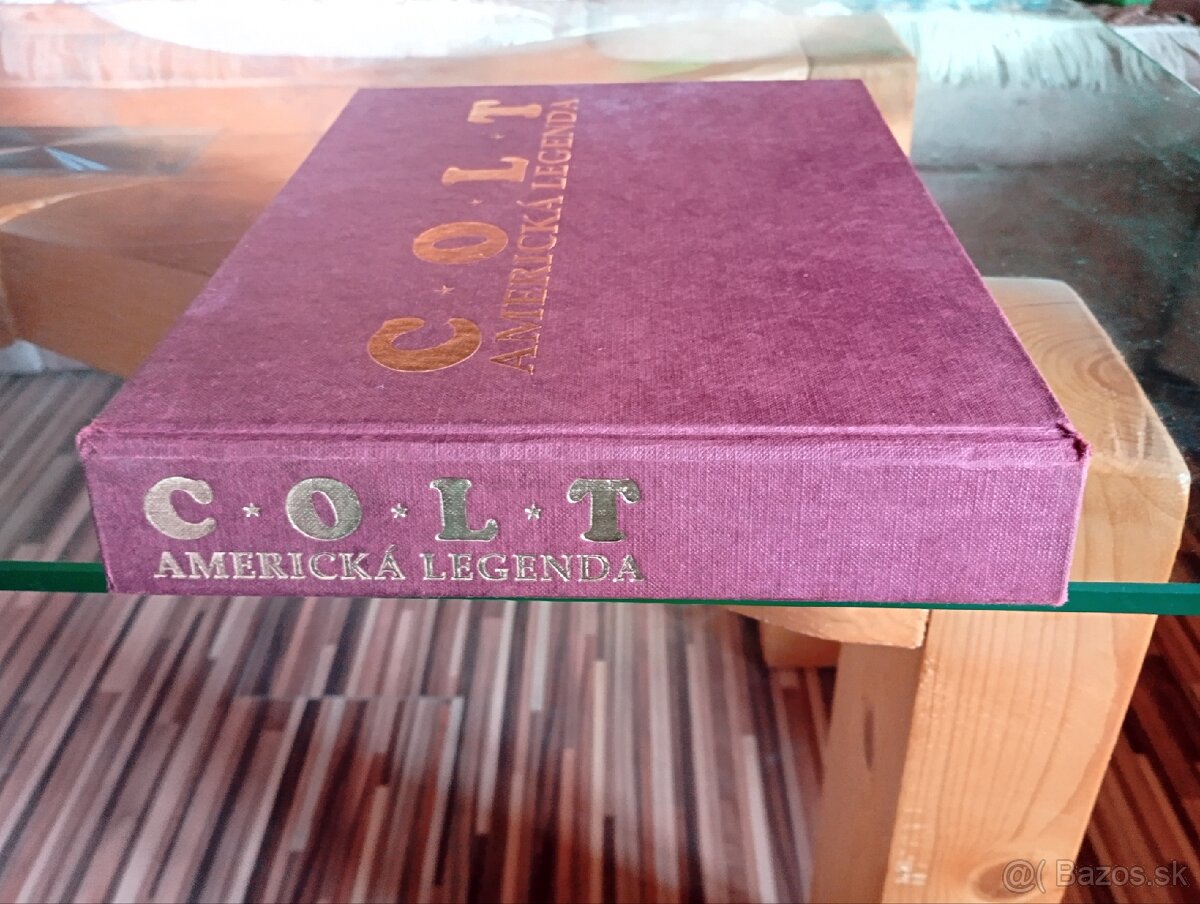 C * O * L * T
AMERICKÁ LEGENDA
C * O * L * T
AMERICKÁ LEGENDA
@( Bazos.sk